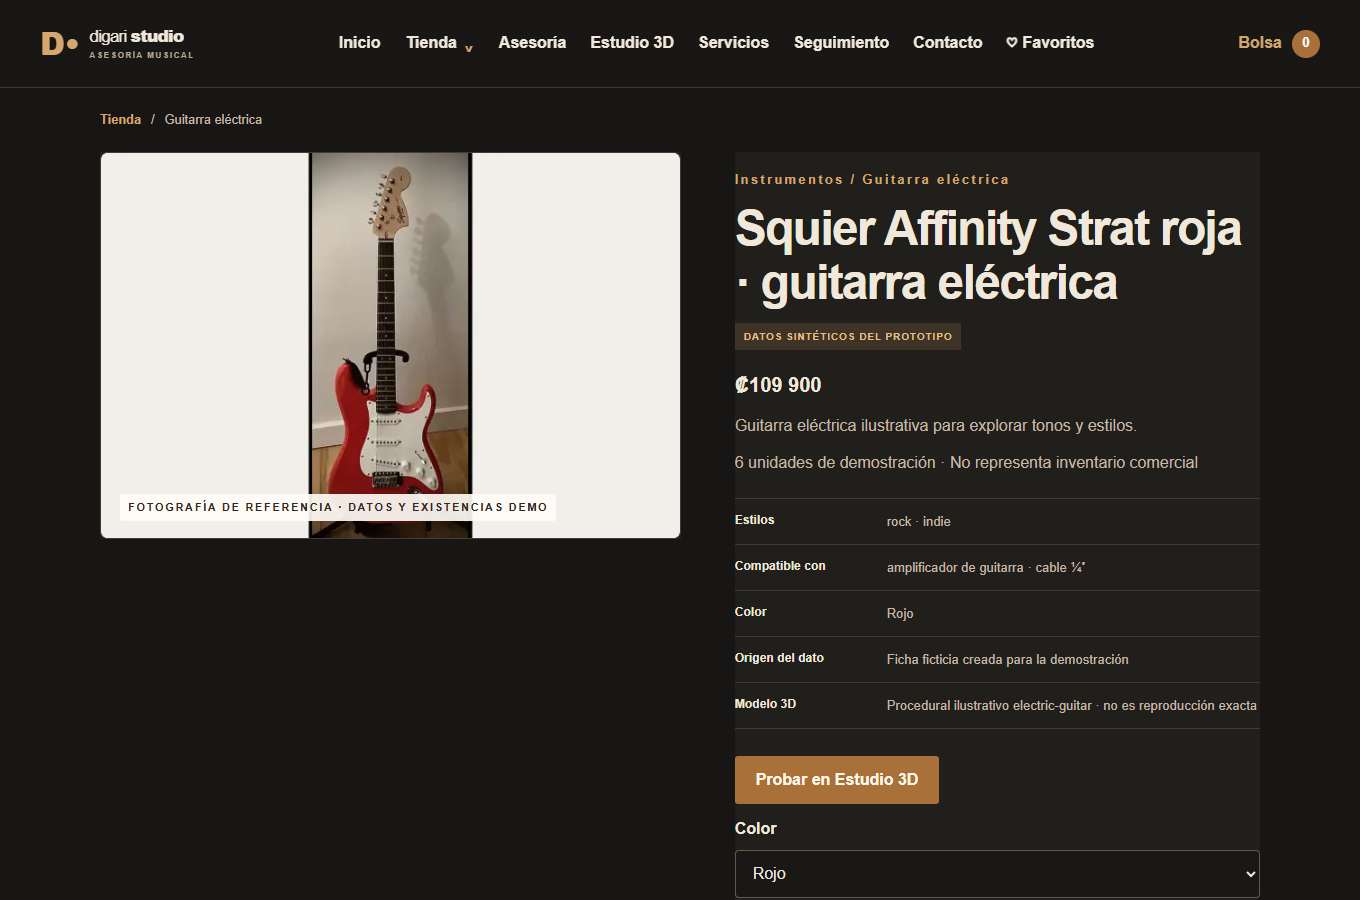 D•
digari studio
ASESORÍA MUSICAL
Inicio
Tienda v
Asesoría
Estudio 3D
Servicios
Seguimiento
Contacto
♡ Favoritos
Bolsa 0
Tienda / Guitarra eléctrica
FOTOGRAFÍA DE REFERENCIA · DATOS Y EXISTENCIAS DEMO
Instrumentos / Guitarra eléctrica
Squier Affinity Strat roja
· guitarra eléctrica
DATOS SINTÉTICOS DEL PROTOTIPO
₡109 900
Guitarra eléctrica ilustrativa para explorar tonos y estilos.
6 unidades de demostración · No representa inventario comercial
Estilos rock · indie
Compatible con amplificador de guitarra · cable ¼″
Color Rojo
Origen del dato Ficha ficticia creada para la demostración
Modelo 3D Procedural ilustrativo electric-guitar · no es reproducción exacta
Probar en Estudio 3D
Color
Rojo